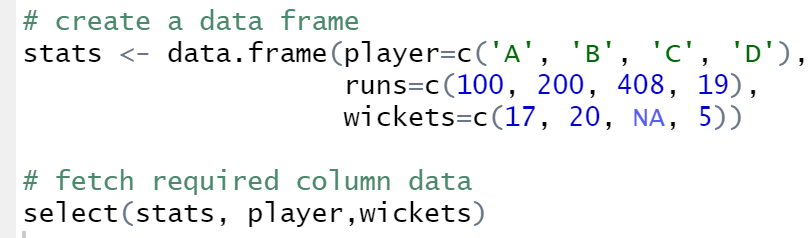 # create a data frame
stats <- data.frame(player=c('A', 'B', 'C', 'D'),
runs=c(100, 200, 408, 19),
wickets=c(17, 20, NA, 5))
# fetch required column data
select(stats, player,wickets)